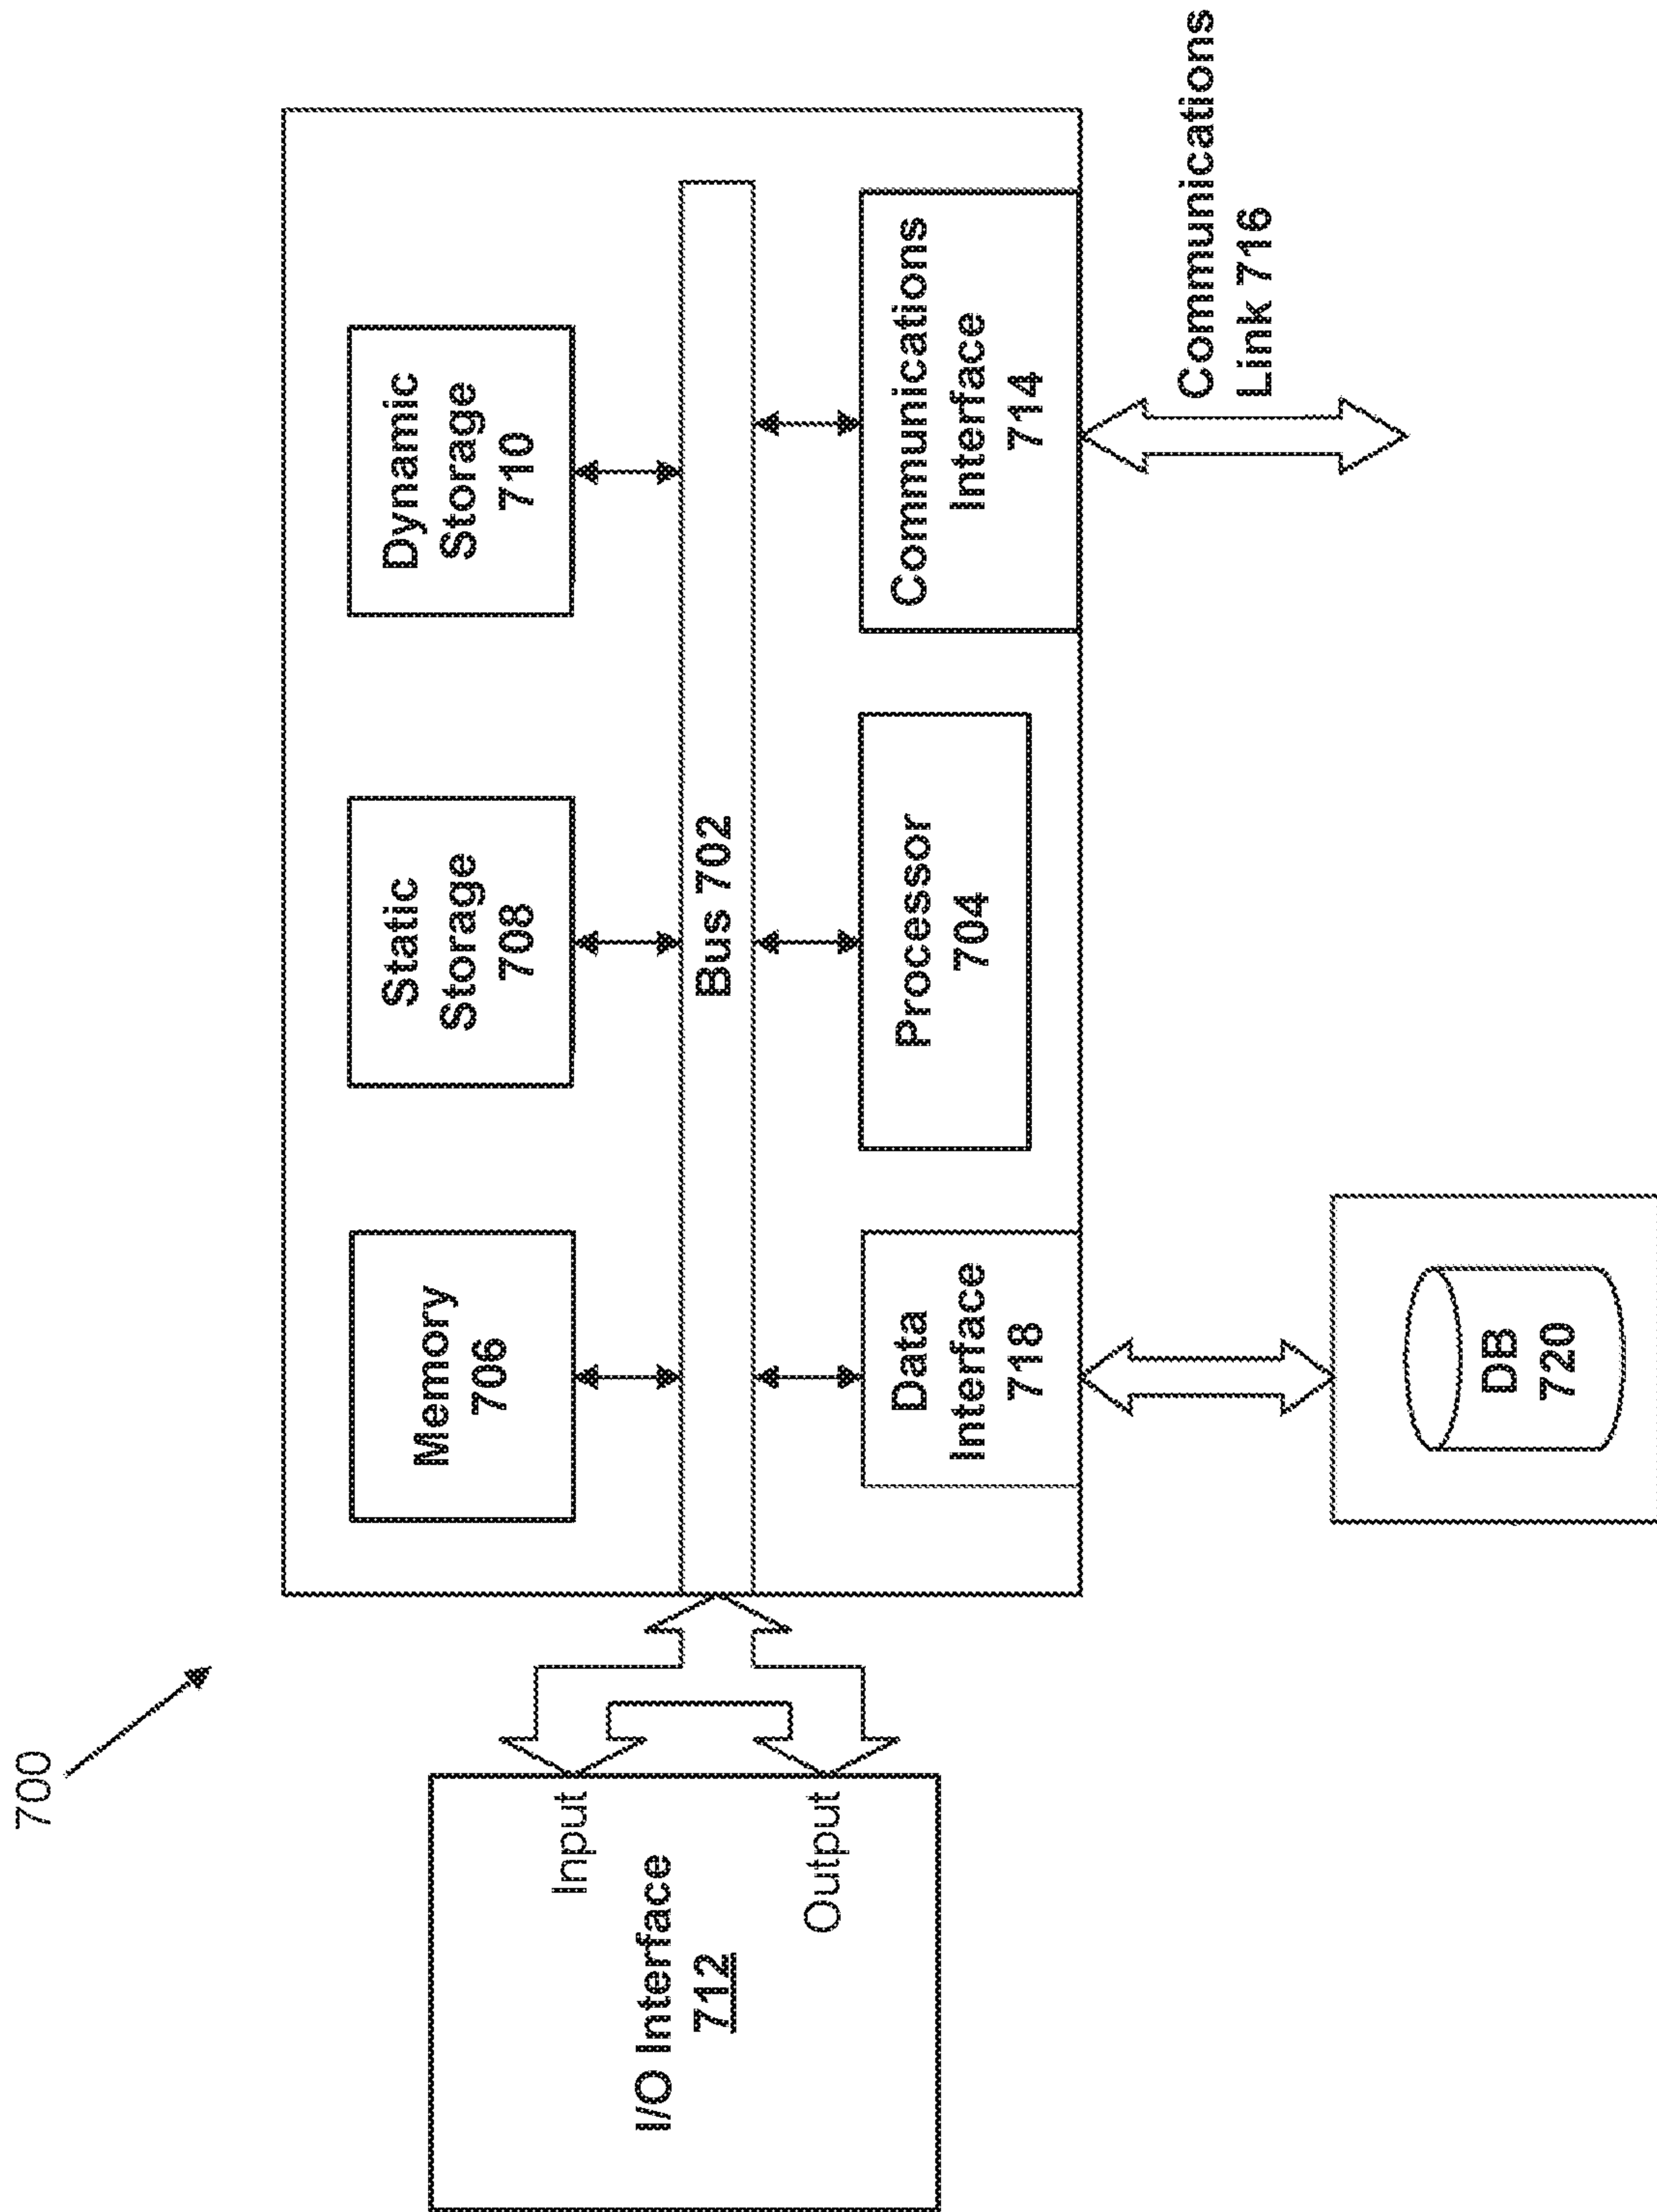 700
Memory
706
Static
Storage
708
Dynamic
Storage
710
Input
I/O Interface
712
Output
Bus 702
Data
Interface
718
Processor
704
Communications
Interface
714
Communications
Link 716
DB
720